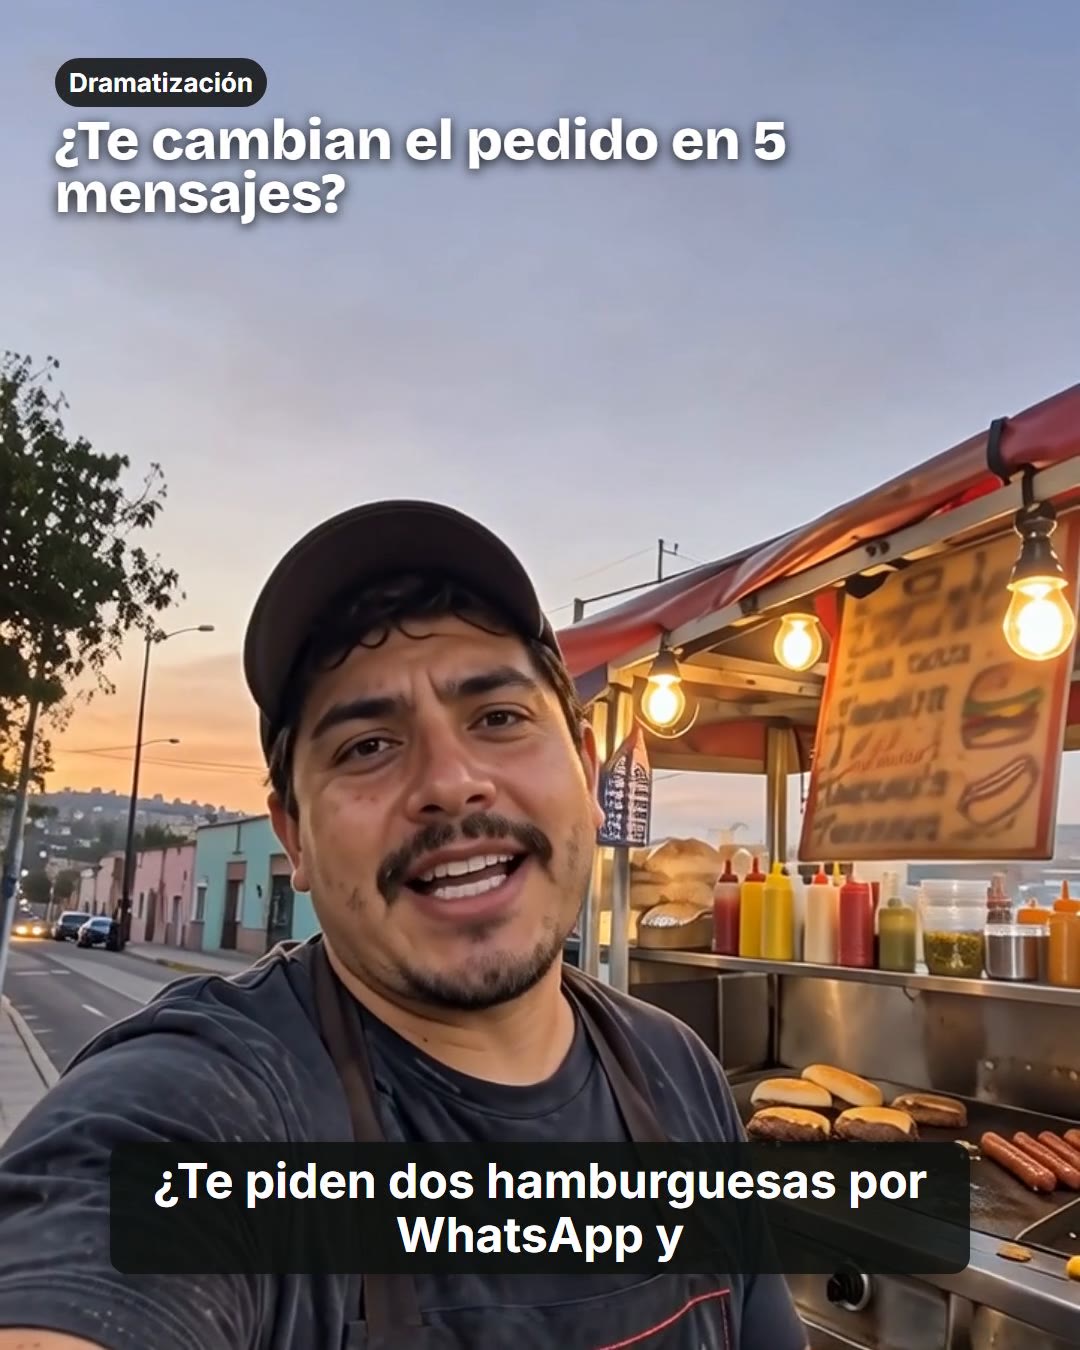 Dramatización
¿Te cambian el pedido en 5
mensajes?
¿Te piden dos hamburguesas por
WhatsApp y